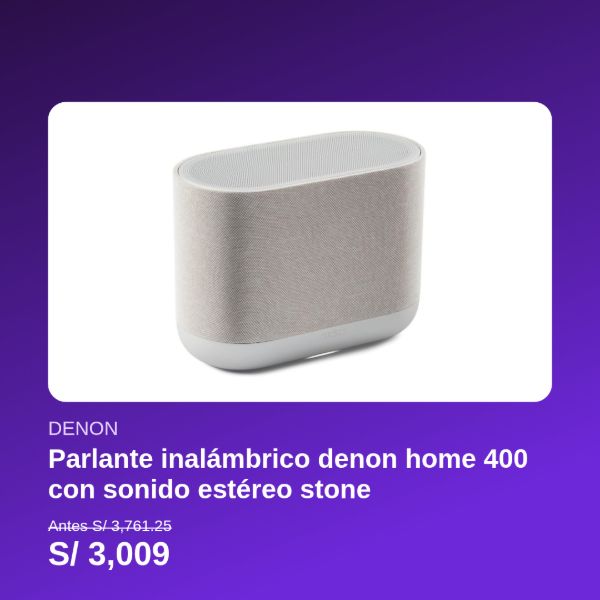 DENON
Parlante inalámbrico denon home 400
con sonido estéreo stone
Antes S/ 3,761.25
S/ 3,009